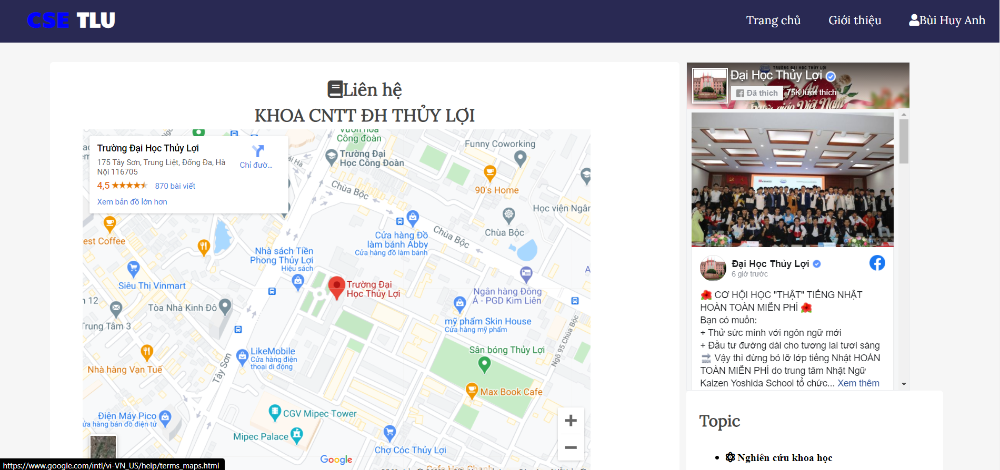 CSE TLU
Trang chủ
Giới thiệu
Bùi Huy Anh
Liên hệ
KHOA CNTT ĐH THỦY LỢI
Trường Đại Học Thủy Lợi
175 Tây Sơn, Trung Liệt, Đống Đa, Hà
Nội 116705
4,5
870 bài viết
Xem bản đồ lớn hơn
Chỉ đườ...
Công đoàn
Funny Coworking
Trường Đại
Học Công Đoàn
90's Home
Chùa Bộc
Học viện Ngân
Chùa Bộc
Chùa Bộc
Cửa hàng Đồ
làm bánh Abby
Cửa hàng đồ làm bánh
est Coffee
Nhà sách Tiền
Phong Thủy Lợi
Hiệu sách
Siêu Thị Vinmart
Trường Đại
Học Thủy Lợi
Ngân hàng Đông
Á - PGD Kim Liên
Tòa Nhà Kinh Đô
12
Trung Tâm 3
mỹ phẩm Skin House
Cửa hàng mỹ phẩm
Ngõ 95 Chùa Bộc
Sân bóng Thủy Lợi
LikeMobile
Cửa hàng điện
thoại di động
Nhà hàng Vạn Tuế
Tây Sơn
Max Book Cafe
Điện Máy Pico
ửa hàng bán đồ điện tử
CGV Mipec Tower
Mipec Palace
Chợ Cóc Thủy Lợi
Google
https://www.google.com/intl/vi-VN_US/help/terms_maps.html
TRƯỜNG ĐẠI HỌC THỦY LỢI
Đại Học Thủy Lợi
Đã thích
75K lượt thích
Đại Học Thủy Lợi
6 giờ trước
🌺 CƠ HỘI HỌC "THẬT" TIẾNG NHẬT
HOÀN TOÀN MIỄN PHÍ 🌺
Bạn có muốn:
+ Thử sức mình với ngôn ngữ mới
+ Đầu tư đường dài cho tương lai tươi sáng
🔜 Vậy thì đừng bỏ lỡ lớp tiếng Nhật HOÀN
TOÀN MIỄN PHÍ do trung tâm Nhật Ngữ
Kaizen Yoshida School tổ chức... Xem thêm
Topic
• Nghiên cứu khoa học